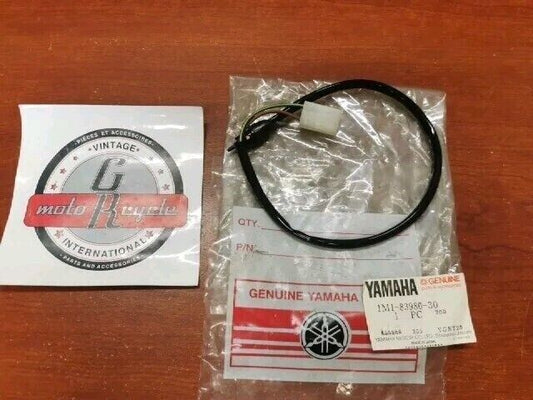 PIÈCES ET ACCESSOIRES
VINTAGE
G
moto Rcycle
INTERNATIONAL
PARTS AND ACCESSORIES
QTY.
P/N
GENUINE YAMAHA
YAMAHA GENUINE
1M1-83980-30
1 PC